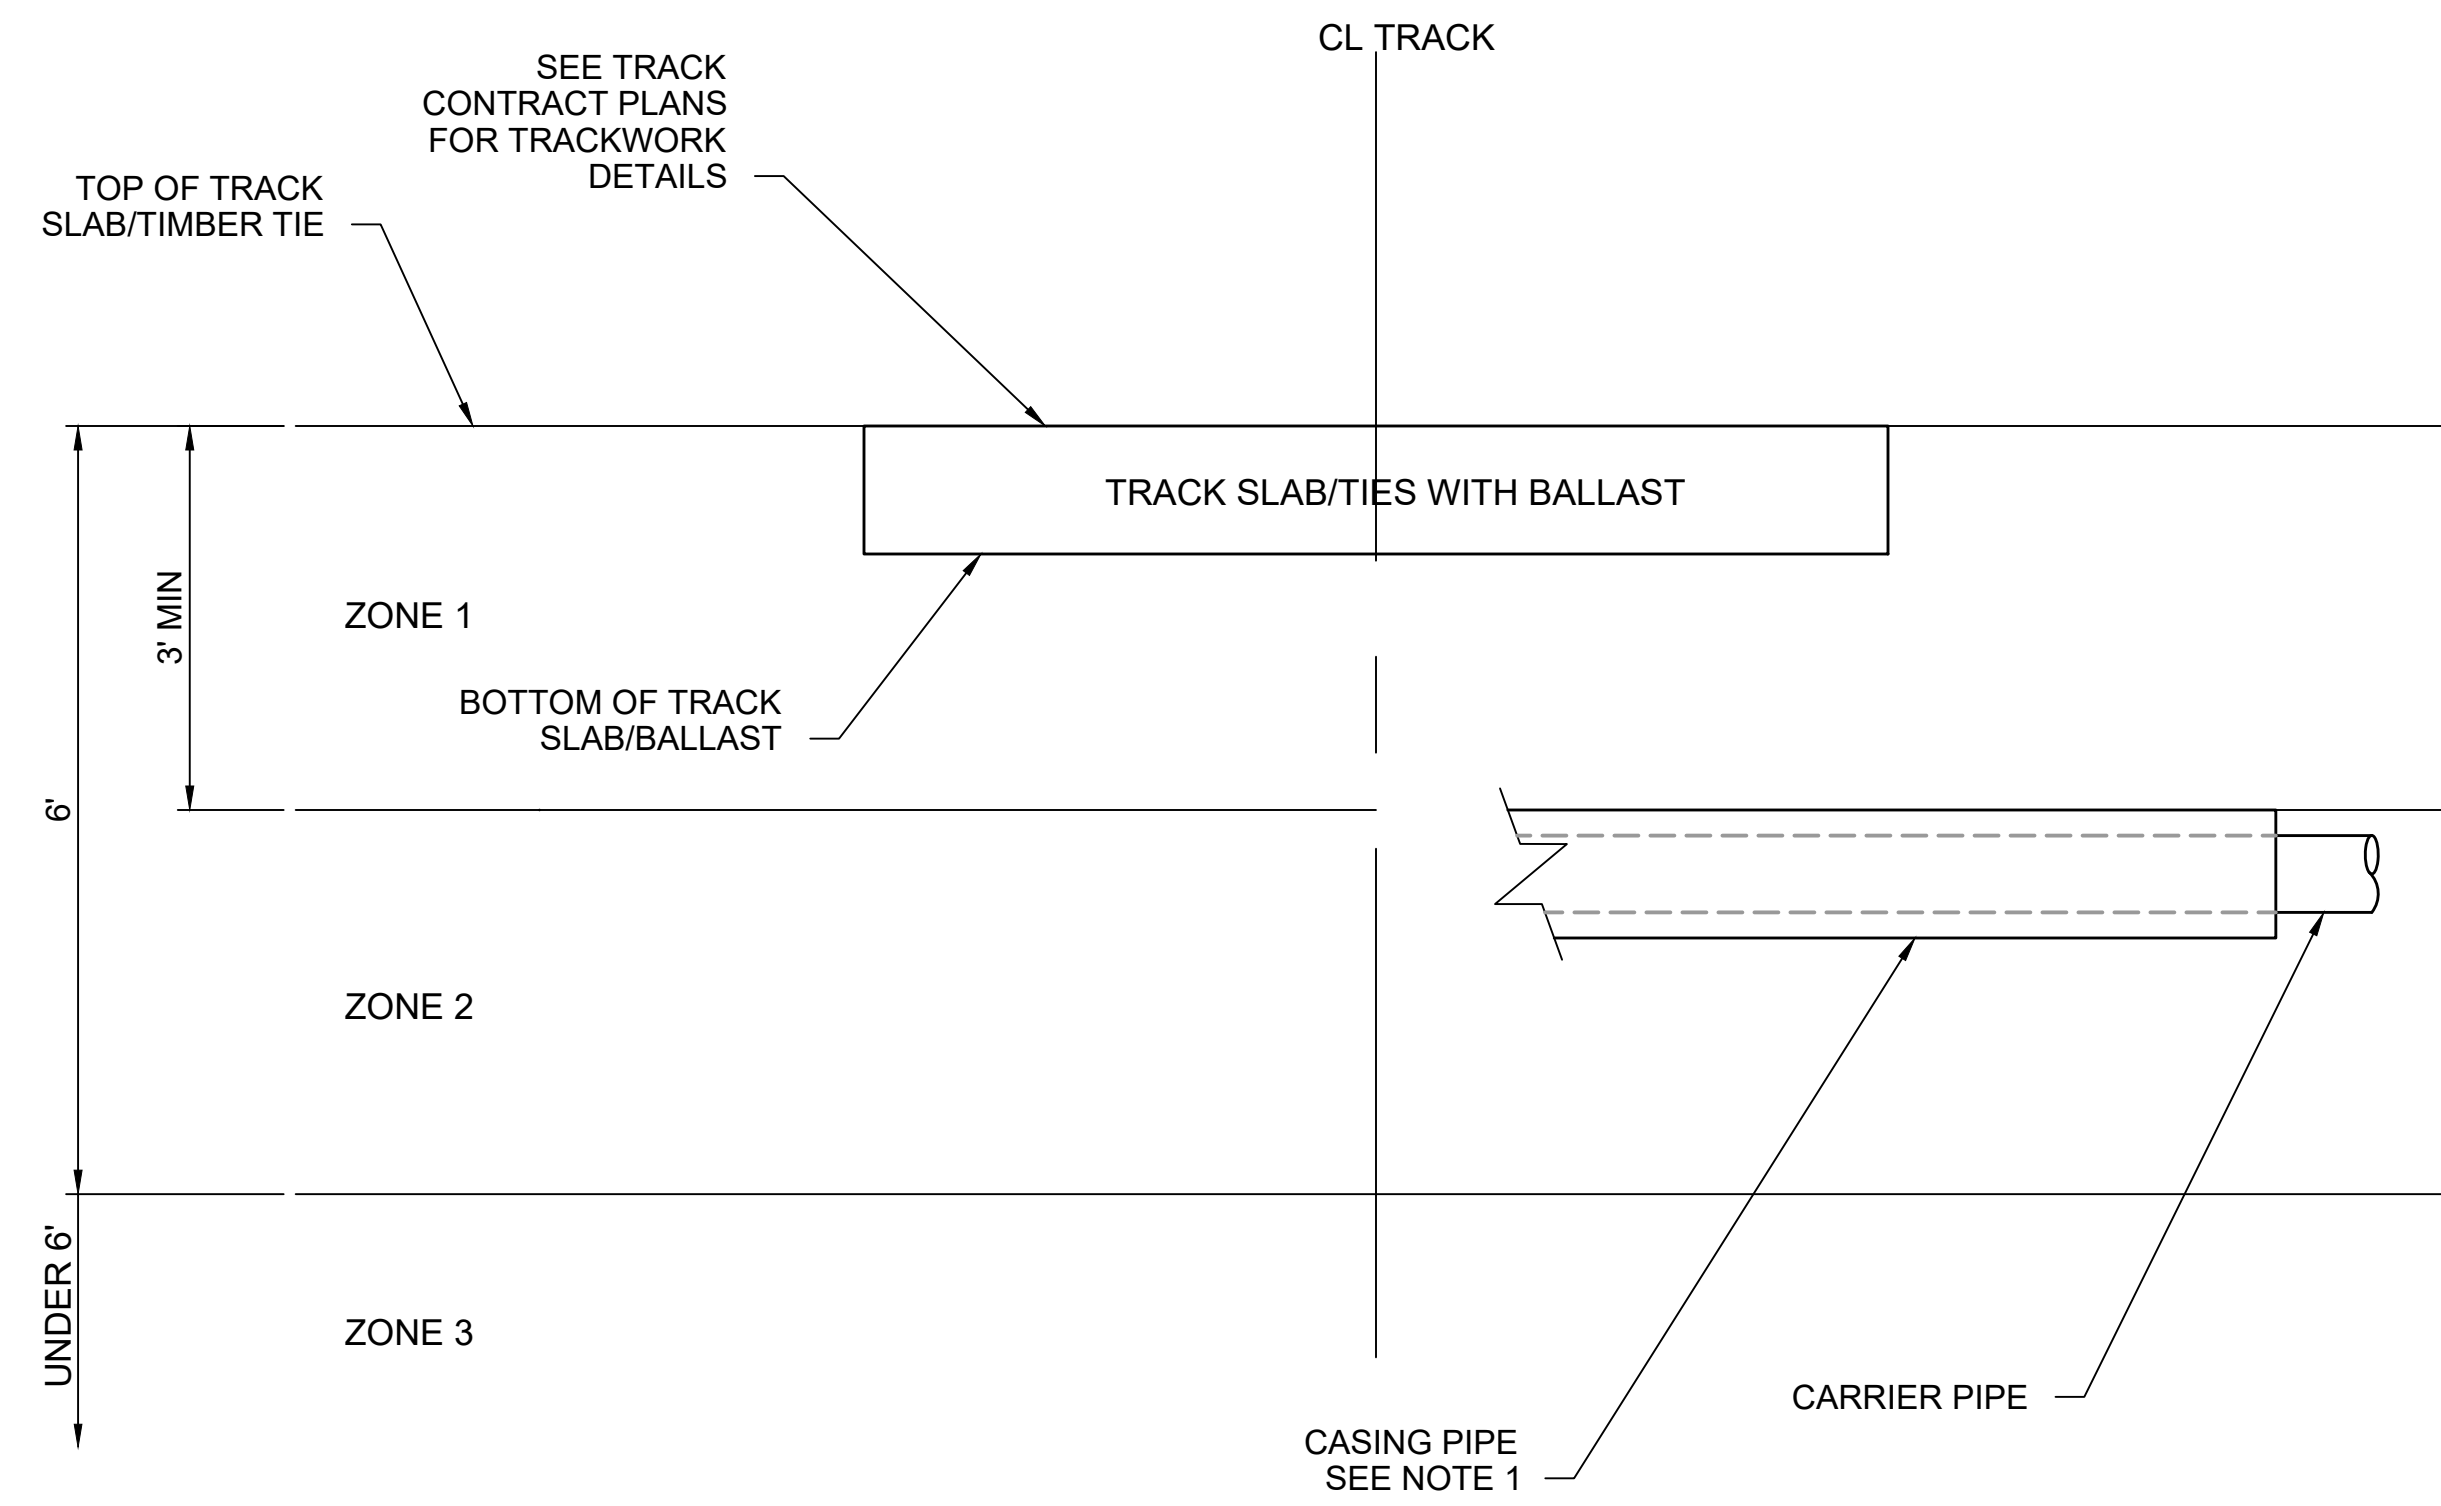 CL TRACK
SEE TRACK
CONTRACT PLANS
FOR TRACKWORK
DETAILS
TOP OF TRACK
SLAB/TIMBER TIE
TRACK SLAB/TIES WITH BALLAST
3' MIN
ZONE 1
BOTTOM OF TRACK
SLAB/BALLAST
6'
ZONE 2
UNDER 6'
ZONE 3
CARRIER PIPE
CASING PIPE
SEE NOTE 1